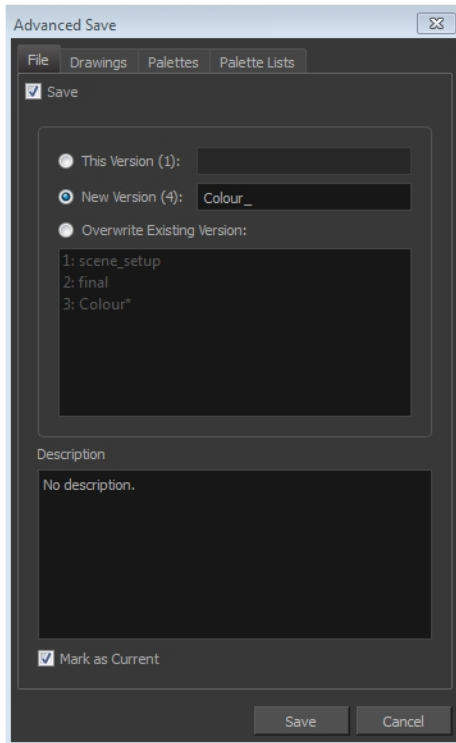 Advanced Save
File Drawings Palettes Palette Lists
Save
This Version (1):
New Version (4): Colour_
Overwrite Existing Version:
1: scene_setup
2: final
3: Colour*
Description
No description.
Mark as Current
Save Cancel